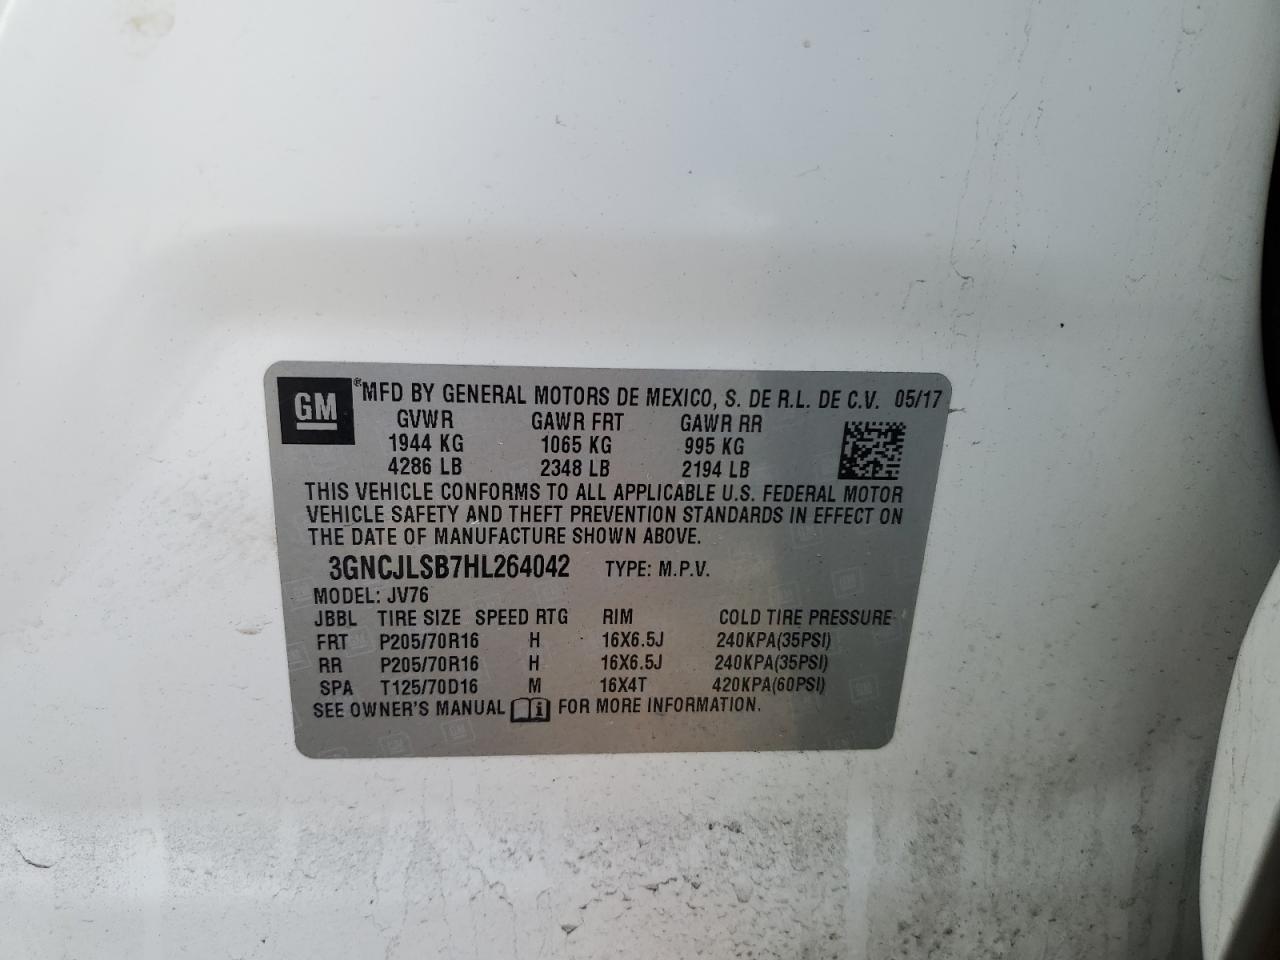 GM ® MFD BY GENERAL MOTORS DE MEXICO, S. DE R.L. DE C.V. 05/17
GVWR GAWR FRT GAWR RR
1944 KG 1065 KG 995 KG
4286 LB 2348 LB 2194 LB
THIS VEHICLE CONFORMS TO ALL APPLICABLE U.S. FEDERAL MOTOR
VEHICLE SAFETY AND THEFT PREVENTION STANDARDS IN EFFECT ON
THE DATE OF MANUFACTURE SHOWN ABOVE.
3GNCJLSB7HL264042 TYPE: M.P.V.
MODEL: JV76
JBBL TIRE SIZE SPEED RTG RIM COLD TIRE PRESSURE
FRT P205/70R16 H 16X6.5J 240KPA(35PSI)
RR P205/70R16 H 16X6.5J 240KPA(35PSI)
SPA T125/70D16 M 16X4T 420KPA(60PSI)
SEE OWNER'S MANUAL i FOR MORE INFORMATION.